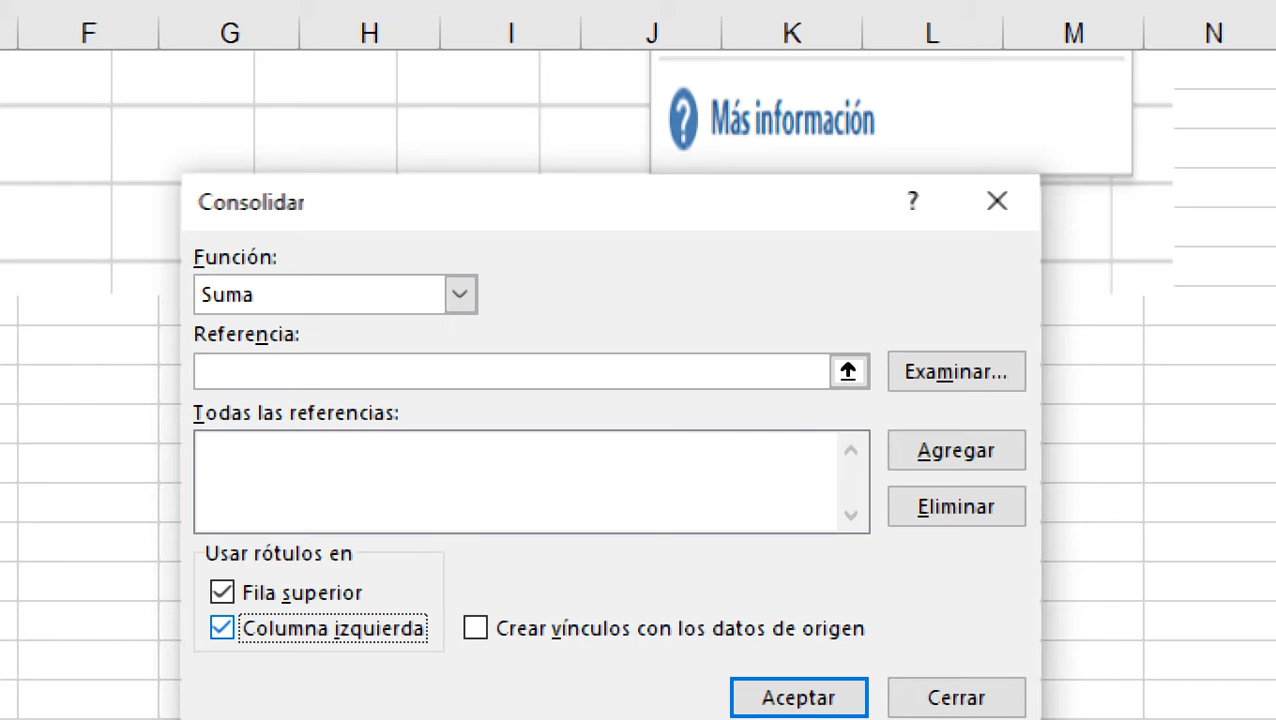 F G H I J K L M N
? Más información
Consolidar ?
Función:
Suma
Referencia:
Examinar...
Todas las referencias:
Agregar
Eliminar
Usar rótulos en
Fila superior
Columna izquierda Crear vínculos con los datos de origen
Aceptar Cerrar